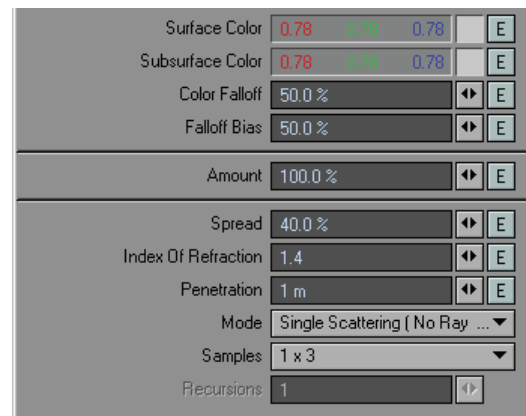 Surface Color 0.78 0.78 0.78 E
Subsurface Color 0.78 0.78 0.78 E
Color Falloff 50.0 % E
Falloff Bias 50.0 % E
Amount 100.0 % E
Spread 40.0 % E
Index Of Refraction 1.4 E
Penetration 1 m E
Mode Single Scattering ( No Ray ...
Samples 1 x 3
Recursions 1